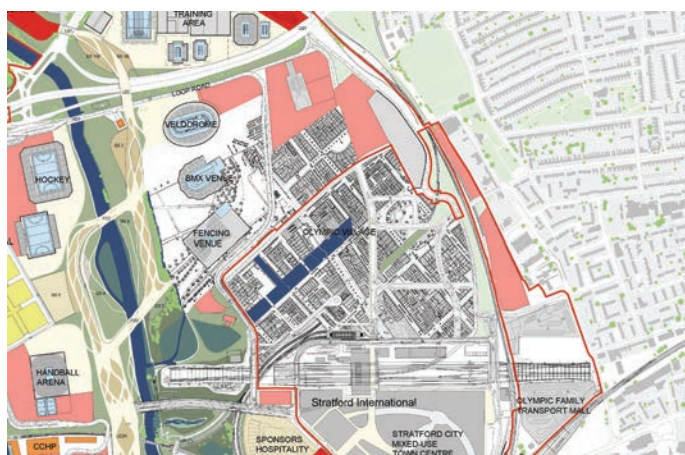 TRAINING
AREA
LOOP ROAD
VELODROME
HOCKEY
BMX VENUE
FENCING
VENUE
OLYMPIC VILLAGE
HANDBALL
ARENA
Stratford International
OLYMPIC FAMILY
TRANSPORT MALL
CCHP
SPONSORS
HOSPITALITY
STRATFORD CITY
MIXED-USE
TOWN CENTRE